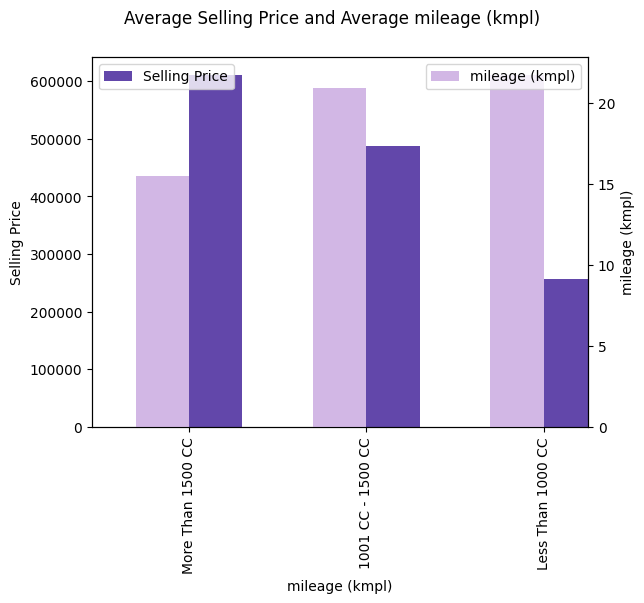 Average Selling Price and Average mileage (kmpl)
Selling Price
mileage (kmpl)
600000
500000
400000
300000
200000
100000
0
Selling Price
20
15
10
5
0
mileage (kmpl)
More Than 1500 CC
1001 CC - 1500 CC
Less Than 1000 CC
mileage (kmpl)